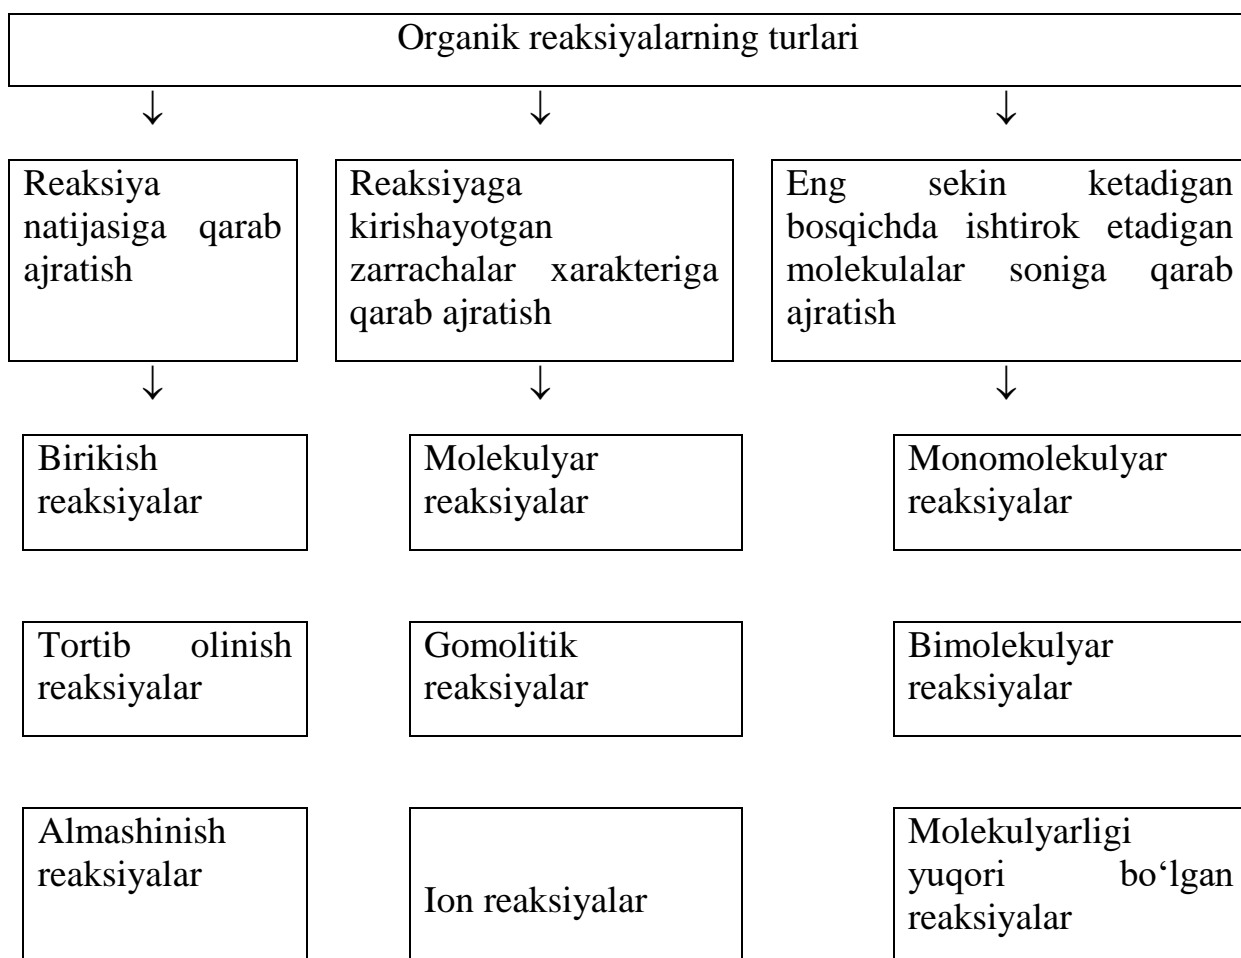 Organik reaksiyalarning turlari
Reaksiya
natijasiga qarab
ajratish
Reaksiyaga
kirishayotgan
zarrachalar xarakteriga
qarab ajratish
Eng sekin ketadigan
bosqichda ishtirok etadigan
molekulalar soniga qarab
ajratish
Birikish
reaksiyalar
Molekulyar
reaksiyalar
Monomolekulyar
reaksiyalar
Tortib olinish
reaksiyalar
Gomolitik
reaksiyalar
Bimolekulyar
reaksiyalar
Almashinish
reaksiyalar
Ion reaksiyalar
Molekulyarligi
yuqori bo‘lgan
reaksiyalar